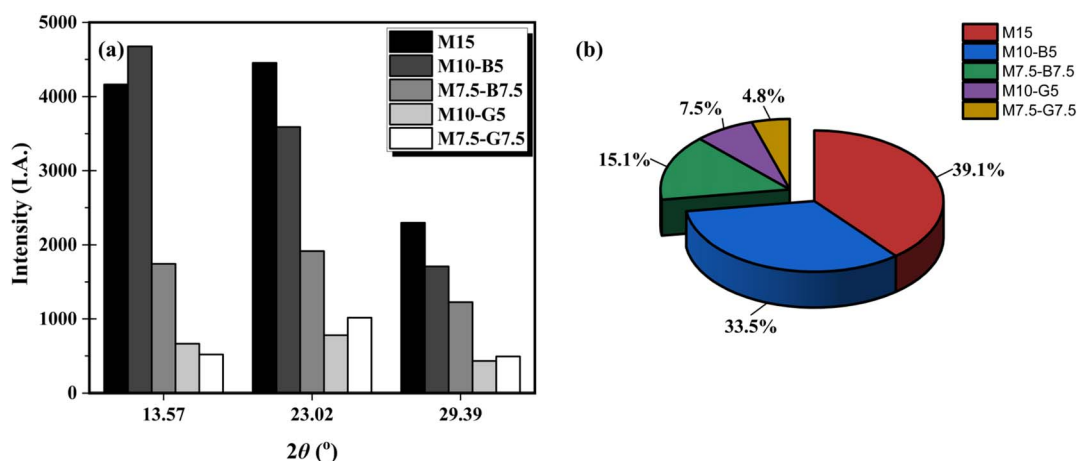 (a)
5000
4000
3000
2000
1000
0
Intensity (I.A.)
13.57 23.02 29.39
2θ (º)
M15
M10-B5
M7.5-B7.5
M10-G5
M7.5-G7.5
(b)
M15
M10-B5
M7.5-B7.5
M10-G5
M7.5-G7.5
4.8%
7.5%
15.1%
39.1%
33.5%